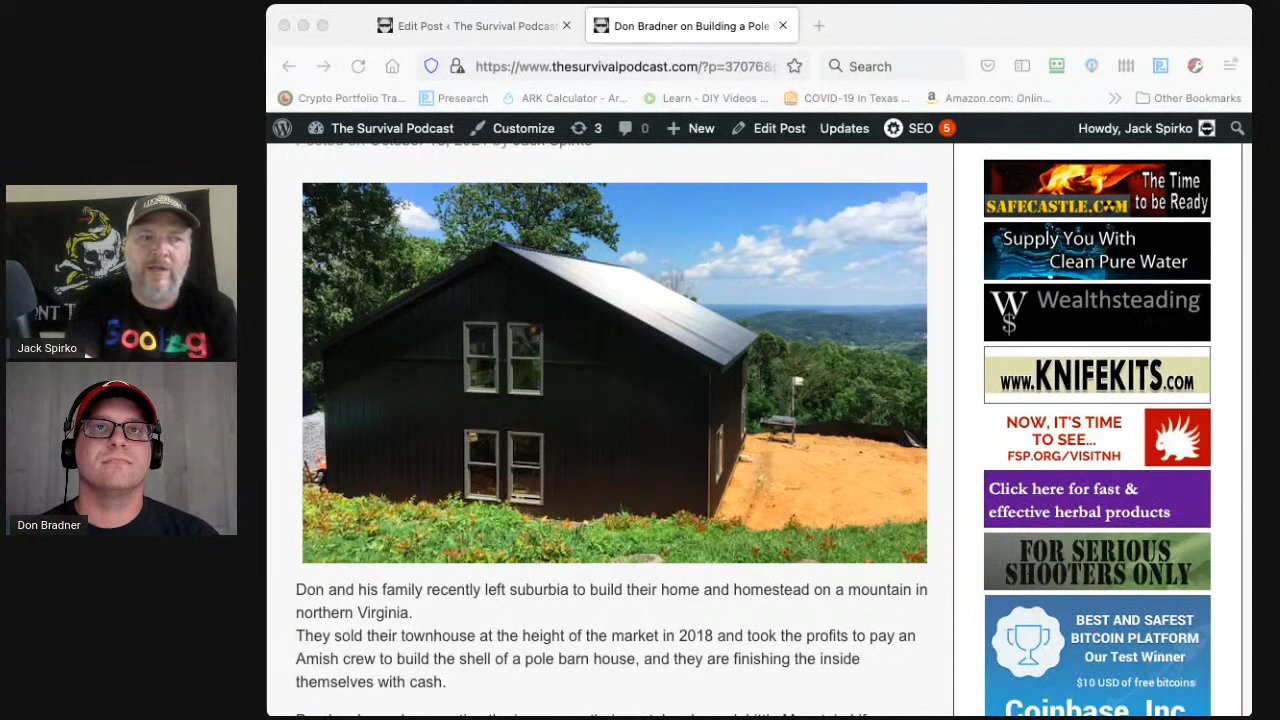 Edit Post ‹ The Survival Podcast
Don Bradner on Building a Pole
https://www.thesurvivalpodcast.com/?p=37076&p
Search
Crypto Portfolio Tra...
Presearch
ARK Calculator - Ar...
Learn - DIY Videos ...
COVID-19 In Texas ...
Amazon.com: Onlin...
Other Bookmarks
The Survival Podcast
Customize
3
0
New
Edit Post
Updates
SEO 5
Howdy, Jack Spirko
Jack Spirko
Don Bradner
SAFECASTLE.COM
The Time
to be Ready
Supply You With
Clean Pure Water
W$ Wealthsteading
www.KNIFEKITS.com
NOW, IT'S TIME
TO SEE...
FSP.ORG/VISITNH
Click here for fast &
effective herbal products
FOR SERIOUS
SHOOTERS ONLY
BEST AND SAFEST
BITCOIN PLATFORM
Our Test Winner
$10 USD of free bitcoins
Coinbase, Inc
Don and his family recently left suburbia to build their home and homestead on a mountain in
northern Virginia.
They sold their townhouse at the height of the market in 2018 and took the profits to pay an
Amish crew to build the shell of a pole barn house, and they are finishing the inside
themselves with cash.